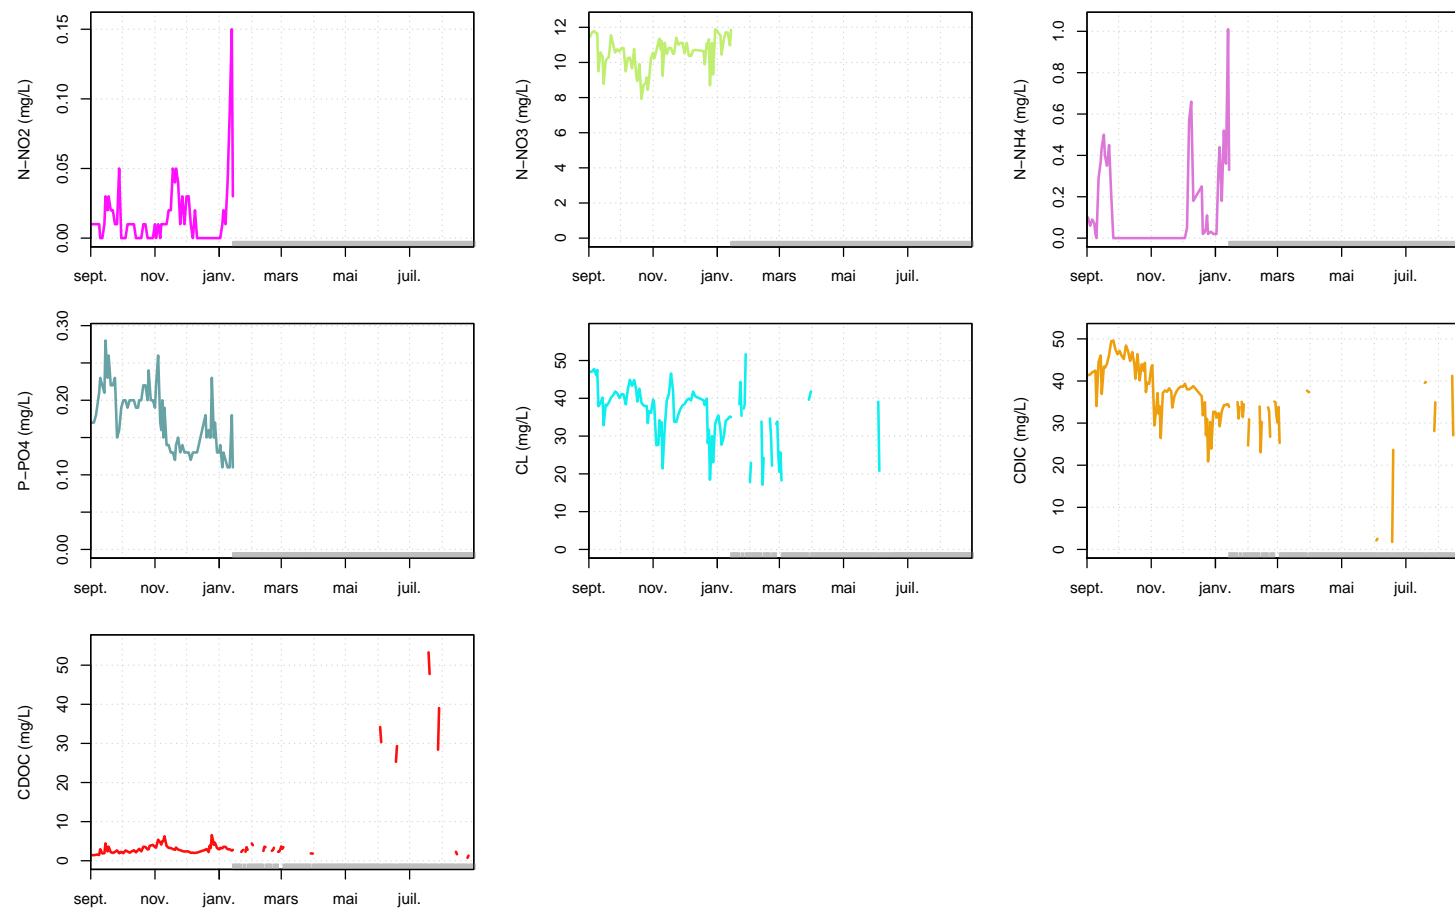 N−NO2 (mg/L)
0.00 0.05 0.10 0.15
sept. nov. janv. mars mai juil.
N−NO3 (mg/L)
0 2 4 6 8 10 12
sept. nov. janv. mars mai juil.
N−NH4 (mg/L)
0.0 0.2 0.4 0.6 0.8 1.0
sept. nov. janv. mars mai juil.
P−PO4 (mg/L)
0.00 0.10 0.20 0.30
sept. nov. janv. mars mai juil.
CL (mg/L)
0 10 20 30 40 50
sept. nov. janv. mars mai juil.
CDIC (mg/L)
0 10 20 30 40 50
sept. nov. janv. mars mai juil.
CDOC (mg/L)
0 10 20 30 40 50
sept. nov. janv. mars mai juil.